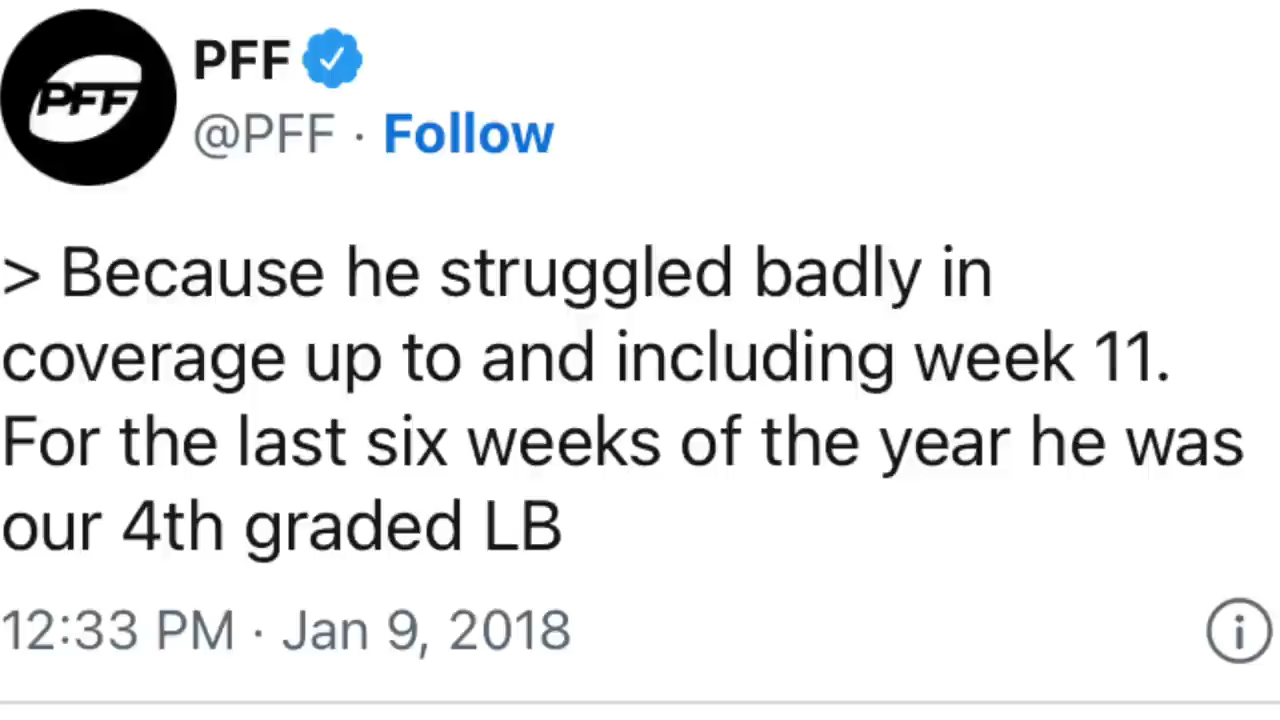 PFF
PFF
@PFF · Follow
> Because he struggled badly in
coverage up to and including week 11.
For the last six weeks of the year he was
our 4th graded LB
12:33 PM · Jan 9, 2018